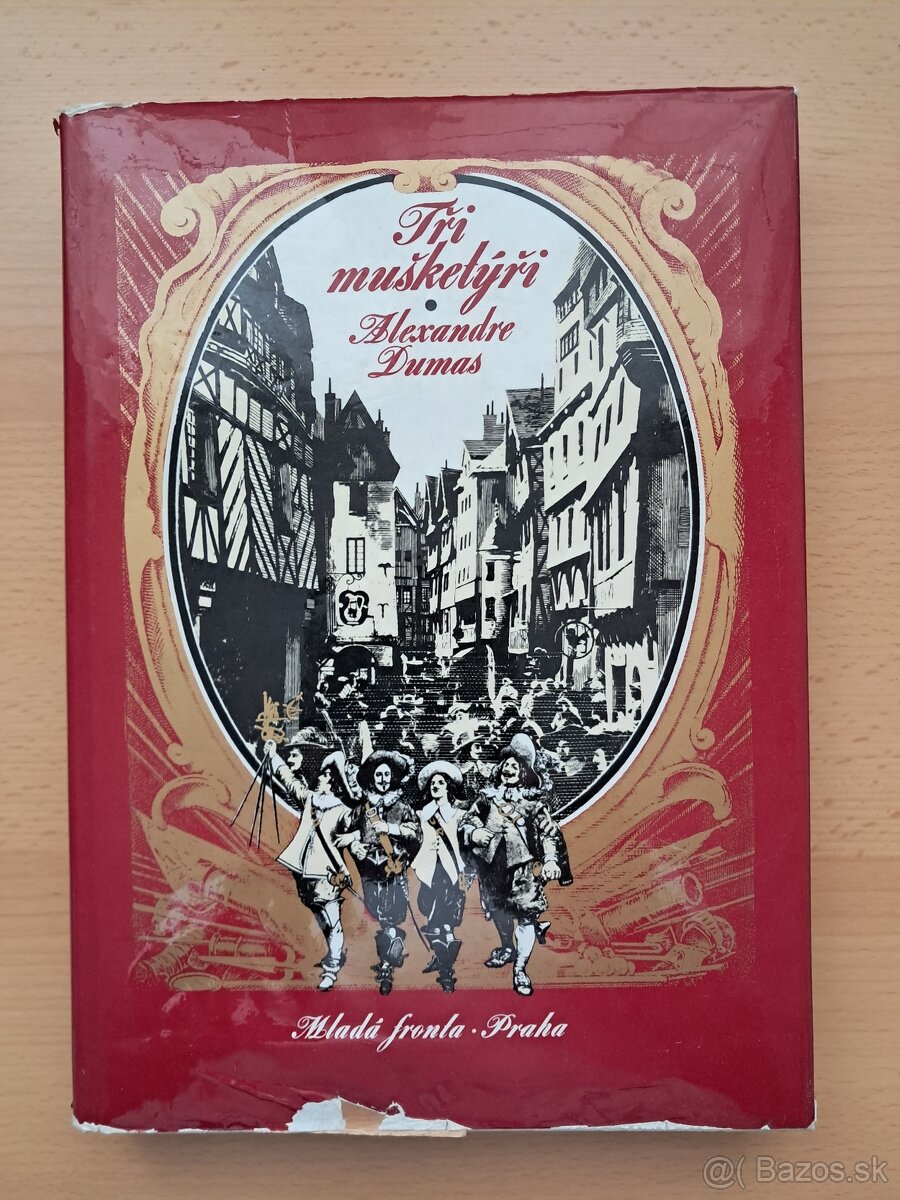 Tři
mušketýři
•
Alexandre
Dumas
Mladá fronta • Praha
@( Bazos.sk